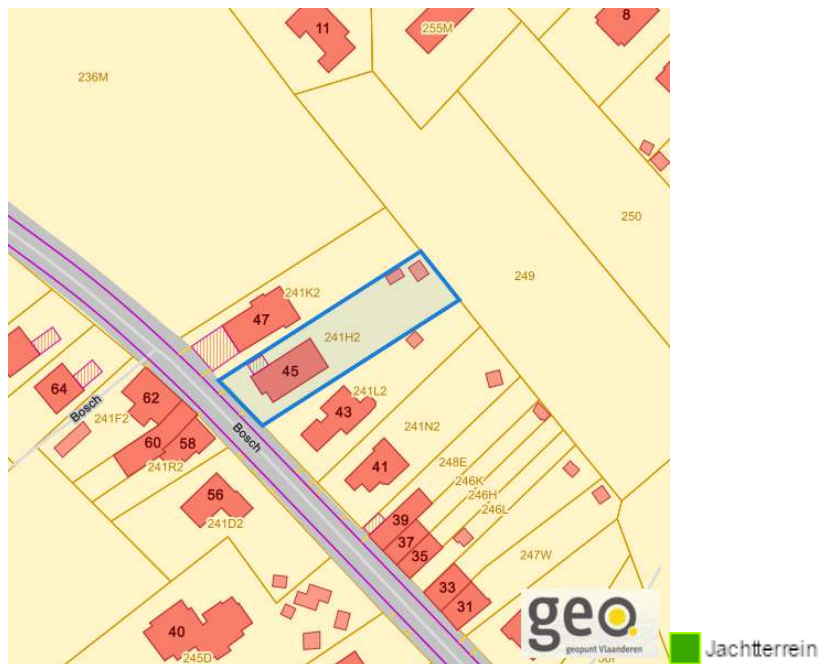 11
255M
8
236M
250
249
241K2
47
241H2
45
64
62
241L2
43
Bosch
241F2
Bosch
241N2
60
58
241R2
41
248E
246K
56
246H
39
246L
241D2
37
35
247W
33
31
40
245D
geo.
geopunt Vlaanderen
Jachtterrein